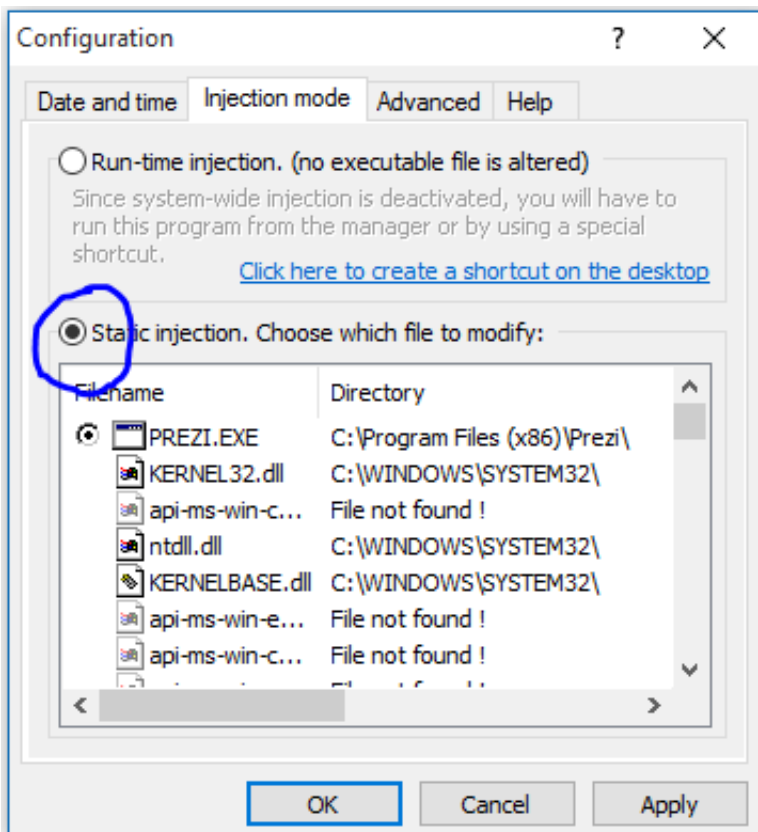 Configuration
Date and time Injection mode Advanced Help
Run-time injection. (no executable file is altered)
Since system-wide injection is deactivated, you will have to
run this program from the manager or by using a special
shortcut.
Click here to create a shortcut on the desktop
Static injection. Choose which file to modify:
Filename Directory
PREZI.EXE C:\Program Files (x86)\Prezi\
KERNEL32.dll C:\WINDOWS\SYSTEM32\
api-ms-win-c... File not found !
ntdll.dll C:\WINDOWS\SYSTEM32\
KERNELBASE.dll C:\WINDOWS\SYSTEM32\
api-ms-win-e... File not found !
api-ms-win-c... File not found !
OK Cancel Apply